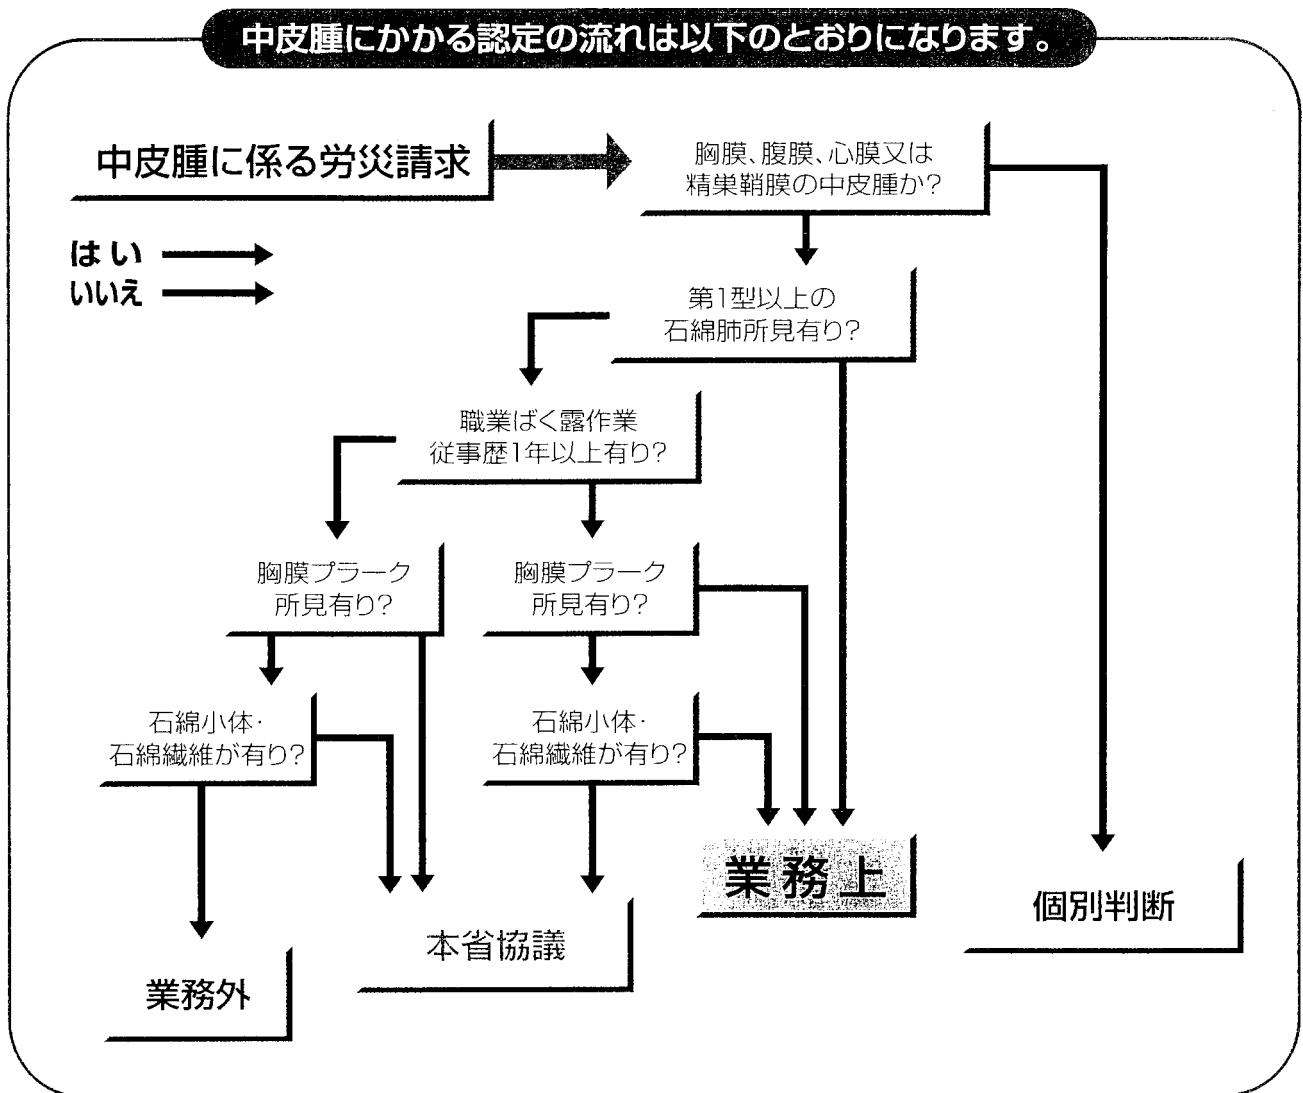 中皮腫にかかる認定の流れは以下のとおりになります。
中皮腫に係る労災請求
胸膜、腹膜、心膜又は
精巣鞘膜の中皮腫か?
はい
いいえ
第1型以上の
石綿肺所見有り?
職業ばく露作業
従事歴1年以上有り?
胸膜プラーク
所見有り?
胸膜プラーク
所見有り?
石綿小体・
石綿繊維が有り?
石綿小体・
石綿繊維が有り?
業務上
個別判断
本省協議
業務外